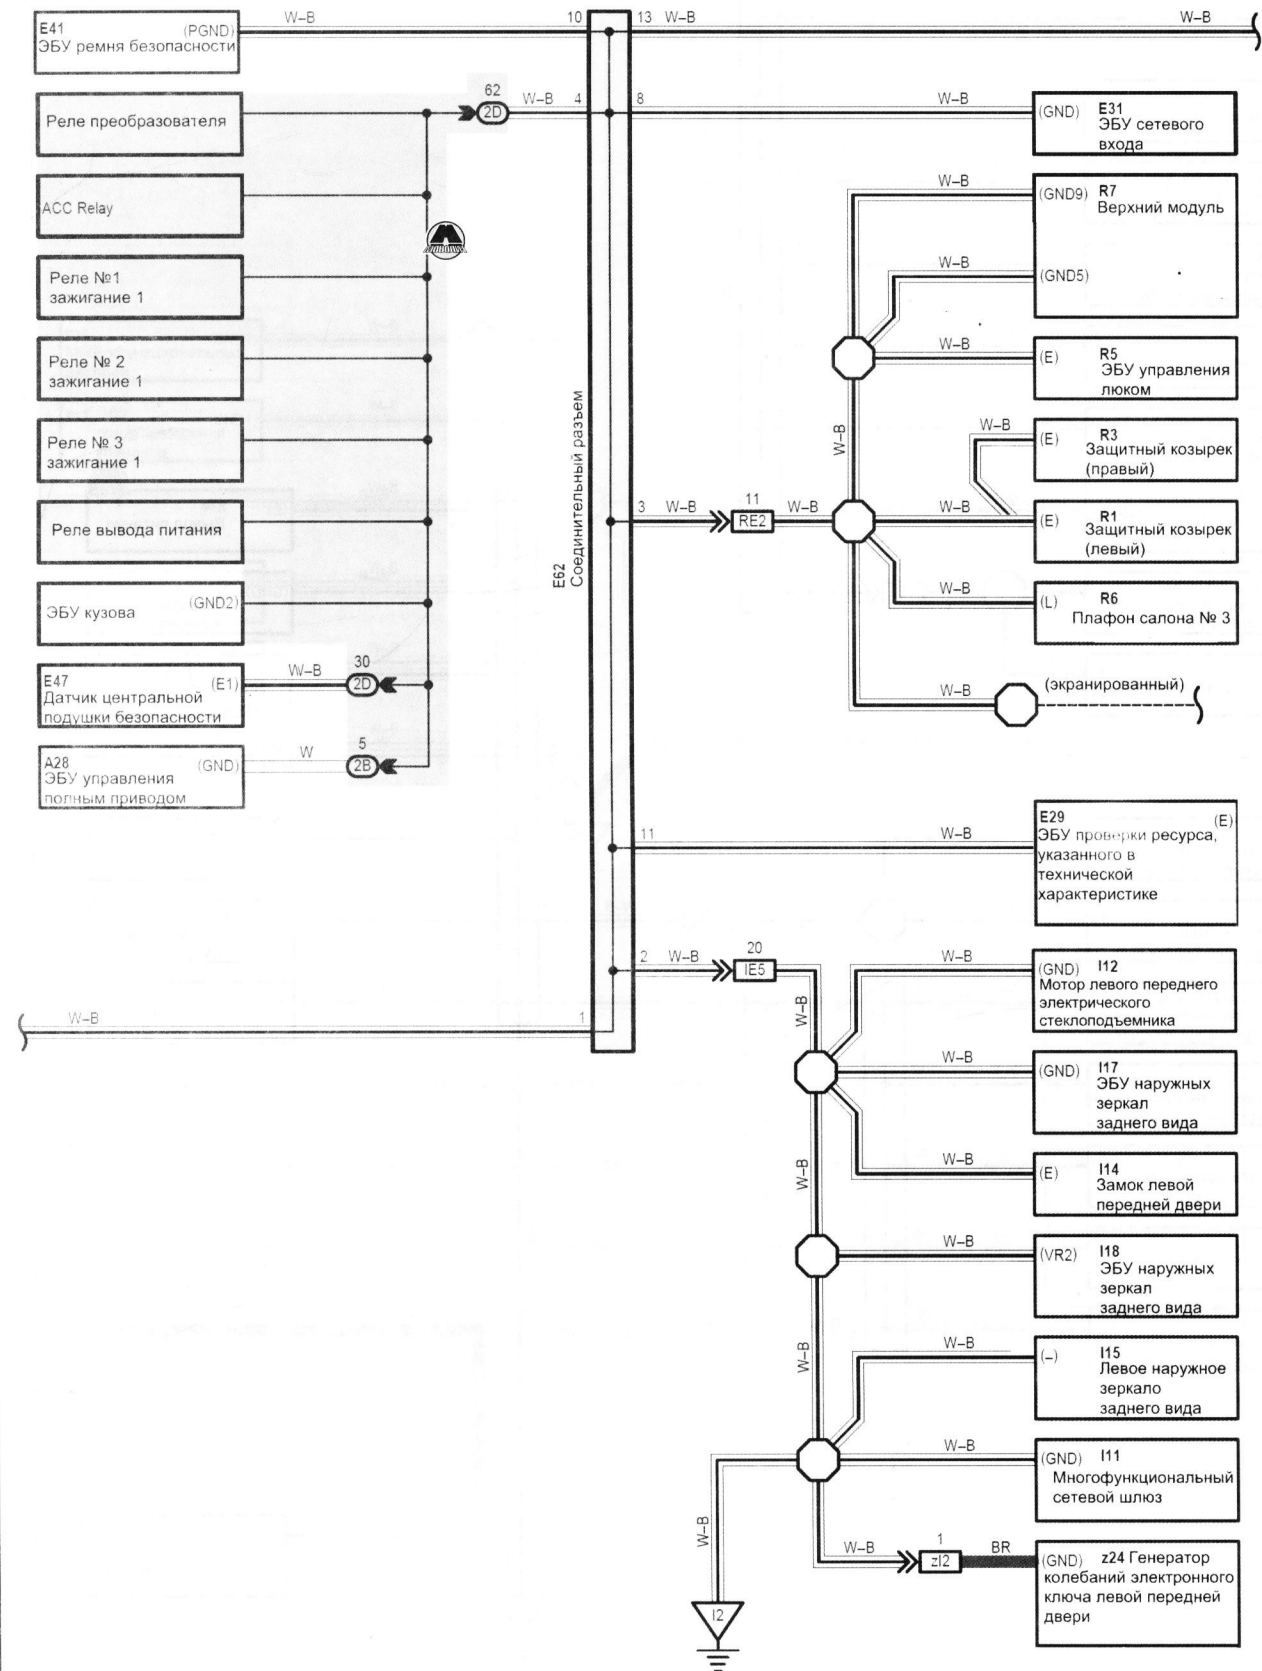 E41 (PGND)
ЭБУ ремня безопасности
W–B
10
13
W–B
W–B
62
2D
W–B
4
8
W–B
Реле преобразователя
(GND) E31
ЭБУ сетевого
входа
ACC Relay
W–B
(GND9) R7
Верхний модуль
W–B
(GND5)
Реле №1
зажигание 1
Реле № 2
зажигание 1
W–B
(E) R5
ЭБУ управления
люком
Реле № 3
зажигание 1
W–B
W–B
(E) R3
Защитный козырек
(правый)
E62
Соединительный разъем
Реле вывода питания
3
W–B
11
RE2
W–B
W–B
(E) R1
Защитный козырек
(левый)
ЭБУ кузова
(GND2)
W–B
(L) R6
Плафон салона № 3
E47 (E1)
Датчик центральной
подушки безопасности
W–B
30
2D
W–B
(экранированный)
A28 (GND)
ЭБУ управления
полным приводом
W
5
2B
11
W–B
E29 (E)
ЭБУ проверки ресурса,
указанного в
технической
характеристике
2
W–B
20
IE5
W–B
W–B
(GND) I12
Мотор левого переднего
электрического
стеклоподъемника
W–B
1
W–B
(GND) I17
ЭБУ наружных
зеркал
заднего вида
W–B
W–B
(E) I14
Замок левой
передней двери
W–B
(VR2) I18
ЭБУ наружных
зеркал
заднего вида
W–B
W–B
(–) I15
Левое наружное
зеркало
заднего вида
W–B
(GND) I11
Многофункциональный
сетевой шлюз
W–B
W–B
1
zI2
BR
(GND) z24 Генератор
колебаний электронного
ключа левой передней
двери
I2